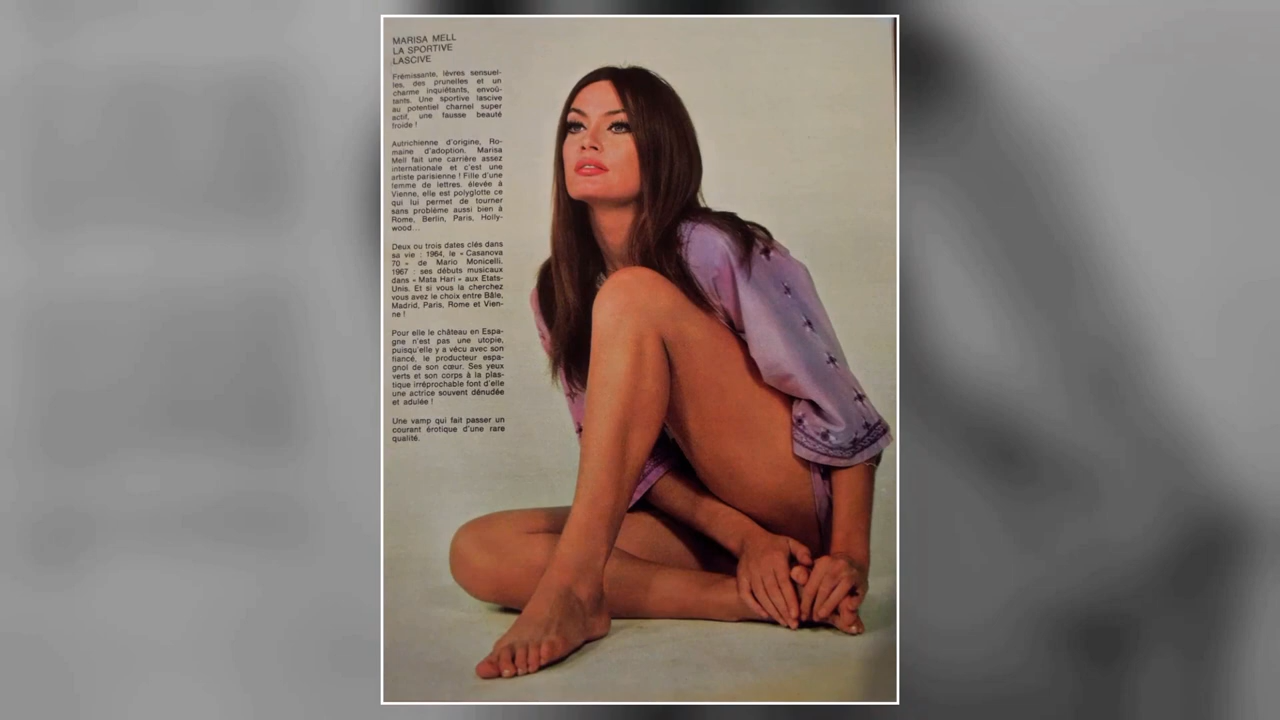 MARISA MELL
LA SPORTIVE
LASCIVE
Frémissante, lèvres sensuel-
les, des prunelles et un
charme inquiétants, envoû-
tants. Une sportive lascive
au potentiel charnel super
actif, une fausse beauté
froide !
Autrichienne d'origine, Ro-
maine d'adoption. Marisa
Mell fait une carrière assez
internationale et c'est une
artiste parisienne ! Fille d'une
femme de lettres, élevée à
Vienne, elle est polyglotte ce
qui lui permet de tourner
sans problème aussi bien à
Rome, Berlin, Paris, Holly-
wood...
Deux ou trois dates clés dans
sa vie : 1964, le « Casanova
70 » de Mario Monicelli,
1967 : ses débuts musicaux
dans « Mata Hari » aux Etats-
Unis. Et si vous la cherchez
vous avez le choix entre Bâle,
Madrid, Paris, Rome et Vien-
ne !
Pour elle le château en Espa-
gne n'est pas une utopie,
puisqu'elle y a vécu avec son
fiancé, le producteur espa-
gnol de son cœur. Ses yeux
verts et son corps à la plas-
tique irréprochable font d'elle
une actrice souvent dénudée
et adulée !
Une vamp qui fait passer un
courant érotique d'une rare
qualité.